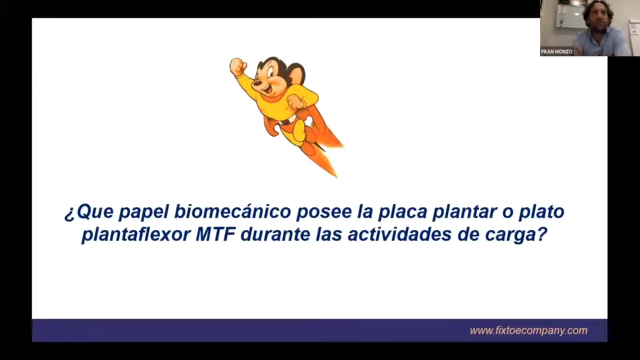 FRAN MONZO
¿Que papel biomecánico posee la placa plantar o plato
plantaflexor MTF durante las actividades de carga?
www.fixtoecompany.com